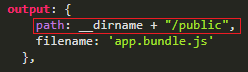 output: {
path: __dirname + "/public",
filename: 'app.bundle.js'
},